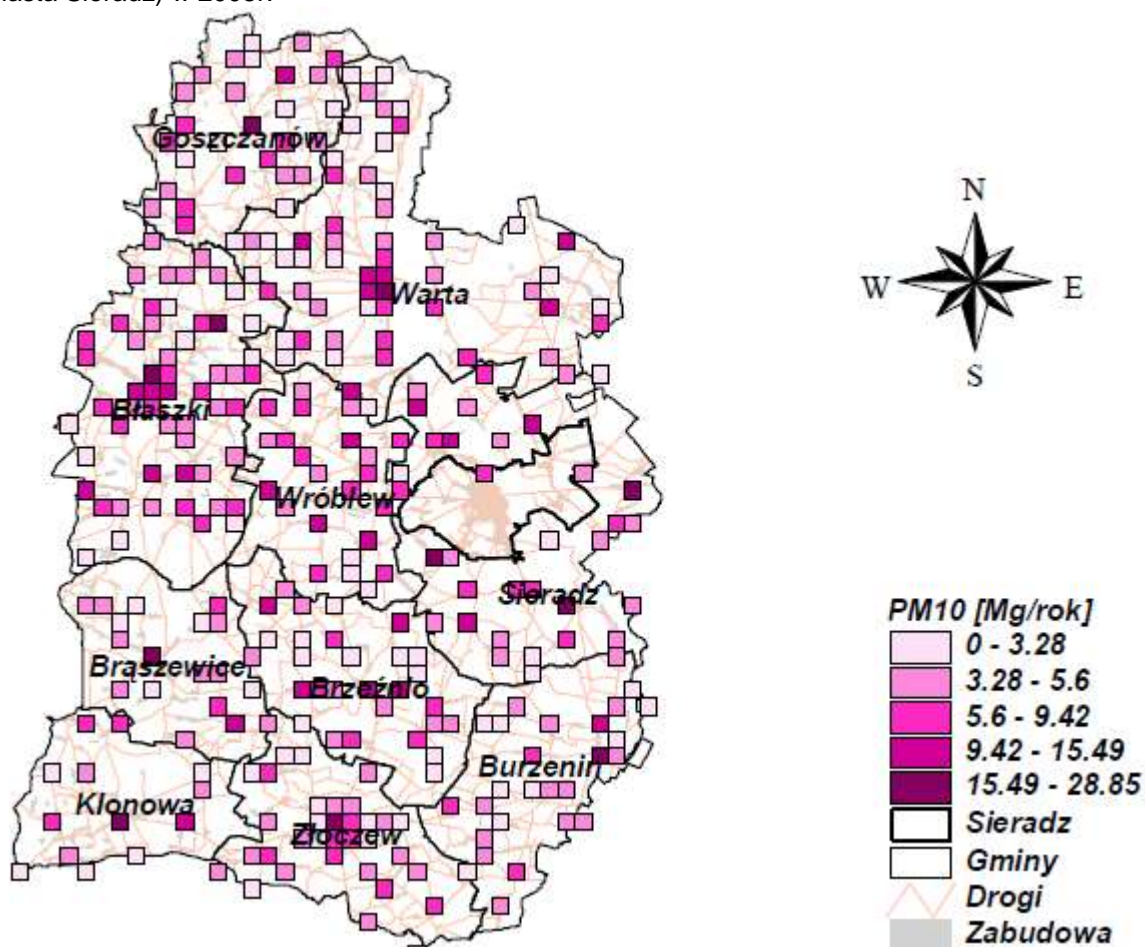 Goszczanów
Warta
Błaszki
Wróblew
Sieradz
Brąszewice
Brzeźnio
Burzenin
Klonowa
Złoczew
N
W
E
S
PM10 [Mg/rok]
0 - 3.28
3.28 - 5.6
5.6 - 9.42
9.42 - 15.49
15.49 - 28.85
Sieradz
Gminy
Drogi
Zabudowa